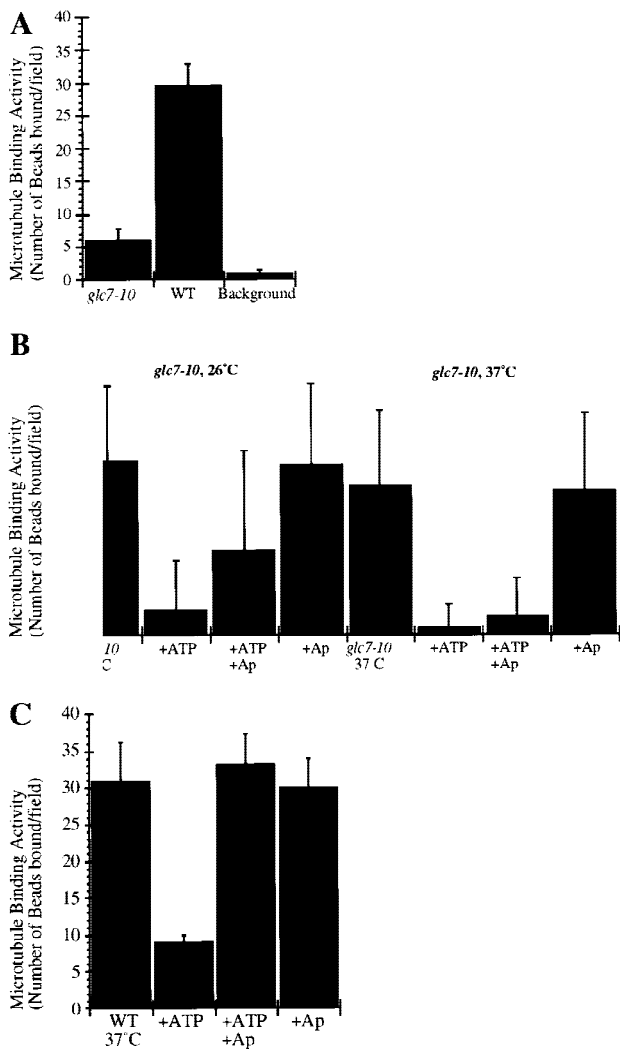 A
Microtubule Binding Activity
(Number of Beads bound/field)
40
35
30
25
20
15
10
5
0
glc7-10 WT Background
B
glc7-10, 26°C glc7-10, 37°C
Microtubule Binding Activity
(Number of Beads bound/field)
10 +ATP +ATP +Ap glc7-10 +ATP +ATP +Ap
C +Ap 37 C +Ap
C
Microtubule Binding Activity
(Number of Beads bound/field)
40
35
30
25
20
15
10
5
0
WT +ATP +ATP +Ap
37°C +Ap